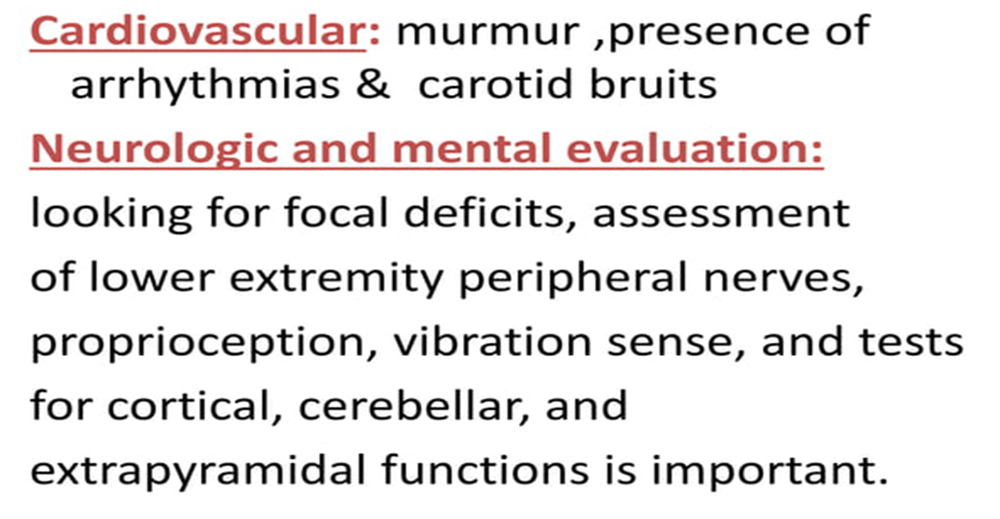 Cardiovascular: murmur ,presence of
arrhythmias & carotid bruits
Neurologic and mental evaluation:
looking for focal deficits, assessment
of lower extremity peripheral nerves,
proprioception, vibration sense, and tests
for cortical, cerebellar, and
extrapyramidal functions is important.